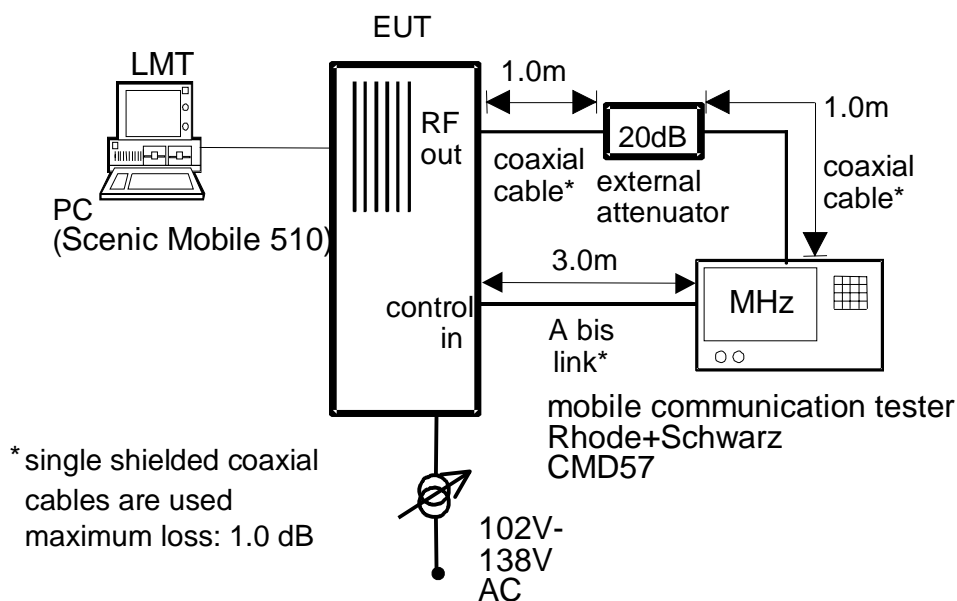 EUT
LMT
PC
(Scenic Mobile 510)
RF
out
control
in
1.0m
coaxial
cable*
20dB
external
attenuator
1.0m
coaxial
cable*
3.0m
A bis
link*
MHz
mobile communication tester
Rhode+Schwarz
CMD57
*single shielded coaxial
cables are used
maximum loss: 1.0 dB
102V-
138V
AC